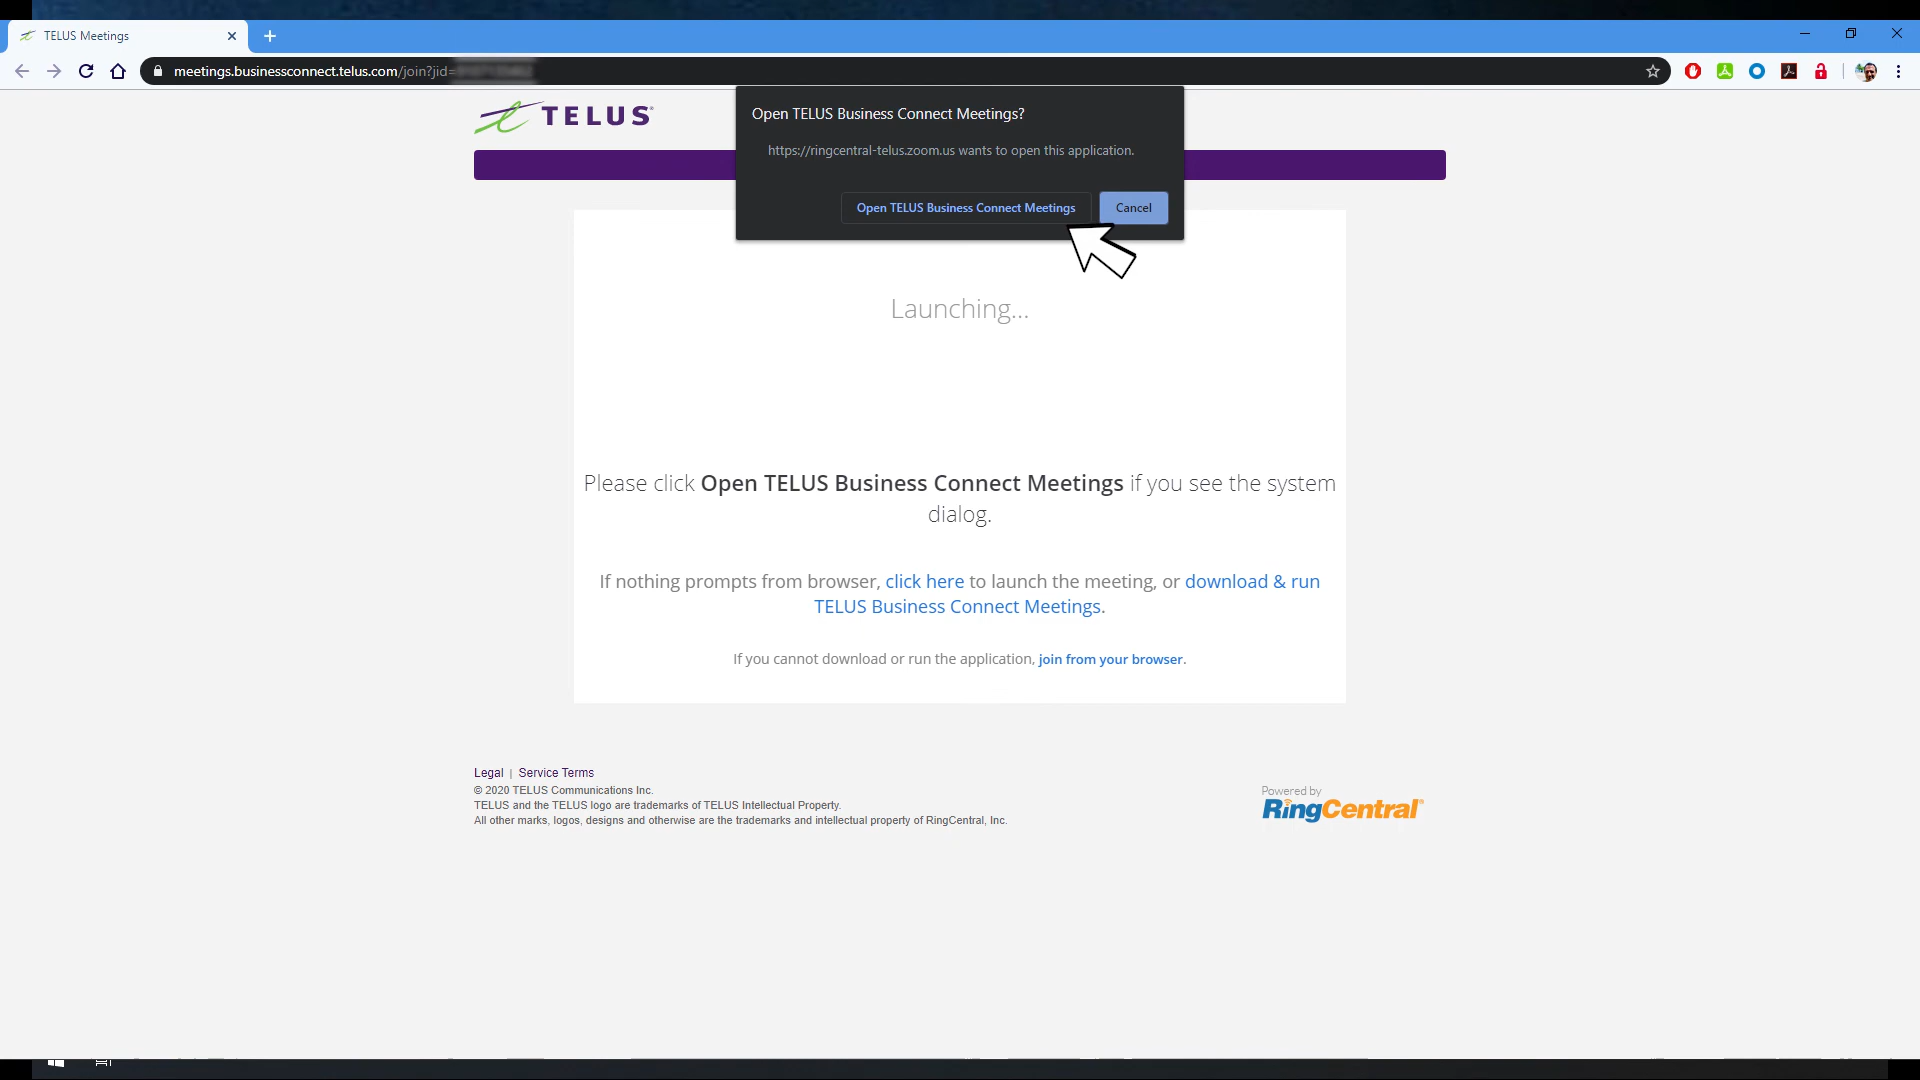 TELUS Meetings
meetings.businessconnect.telus.com/join?jid=
TELUS
Open TELUS Business Connect Meetings?
https://ringcentral-telus.zoom.us wants to open this application.
Open TELUS Business Connect Meetings
Cancel
Launching...
Please click Open TELUS Business Connect Meetings if you see the system
dialog.
If nothing prompts from browser, click here to launch the meeting, or download & run
TELUS Business Connect Meetings.
If you cannot download or run the application, join from your browser.
Legal | Service Terms
© 2020 TELUS Communications Inc.
TELUS and the TELUS logo are trademarks of TELUS Intellectual Property.
All other marks, logos, designs and otherwise are the trademarks and intellectual property of RingCentral, Inc.
Powered by
RingCentral®